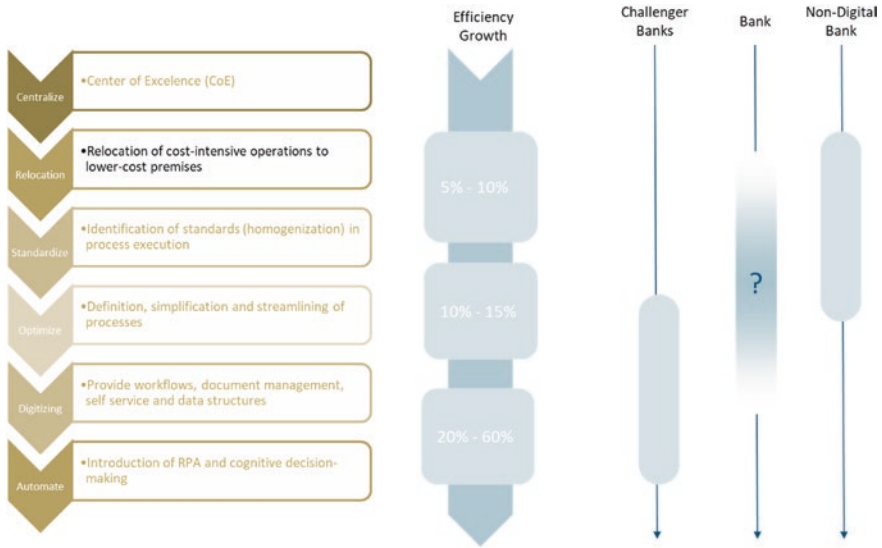 Centralize
•Center of Excelence (CoE)
Relocation
•Relocation of cost-intensive operations to
lower-cost premises
Standardize
•Identification of standards (homogenization) in
process execution
Optimize
•Definition, simplification and streamlining of
processes
Digitizing
•Provide workflows, document management,
self service and data structures
Automate
•Introduction of RPA and cognitive decision-
making
Efficiency
Growth
5% - 10%
10% - 15%
20% - 60%
Challenger
Banks
Bank
?
Non-Digital
Bank